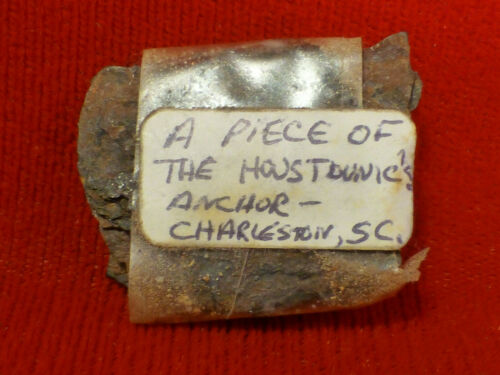 A PIECE OF
THE HOUSTONIC'S
ANCHOR -
CHARLESTON, SC.